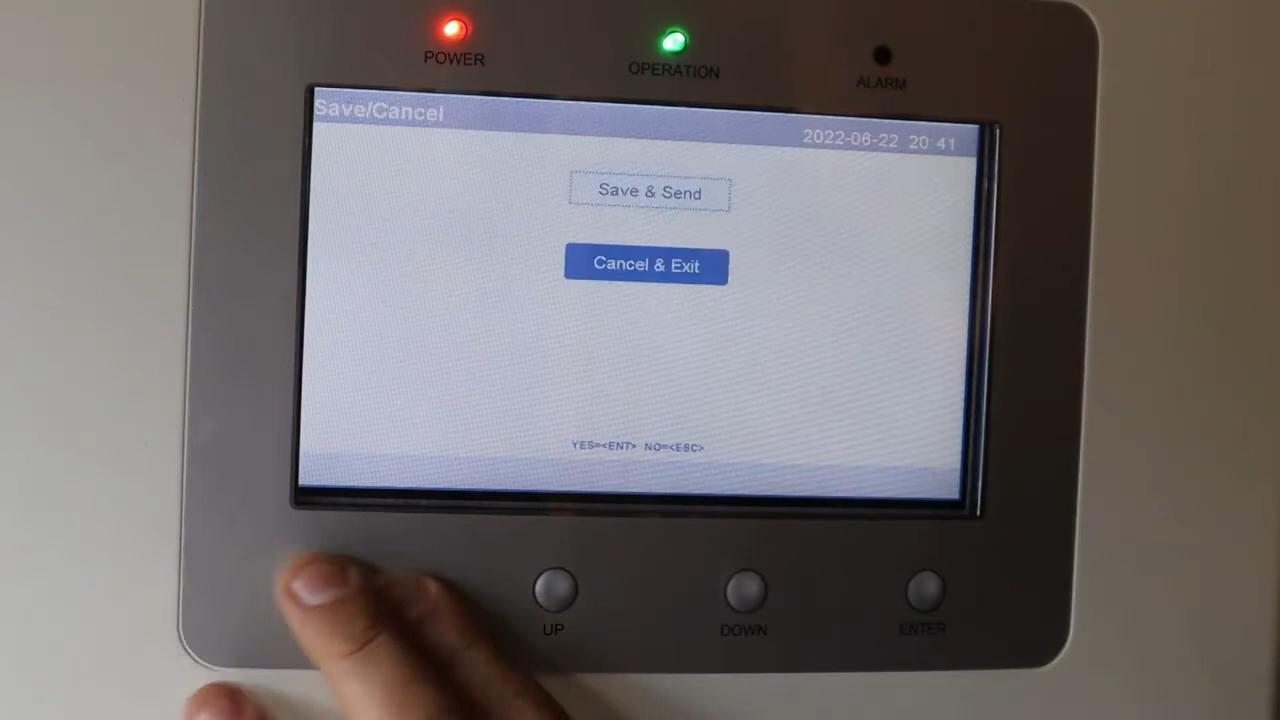 POWER
OPERATION
ALARM
Save/Cancel
2022-06-22 20:41
Save & Send
Cancel & Exit
YES=<ENT> NO=<ESC>
UP
DOWN
ENTER